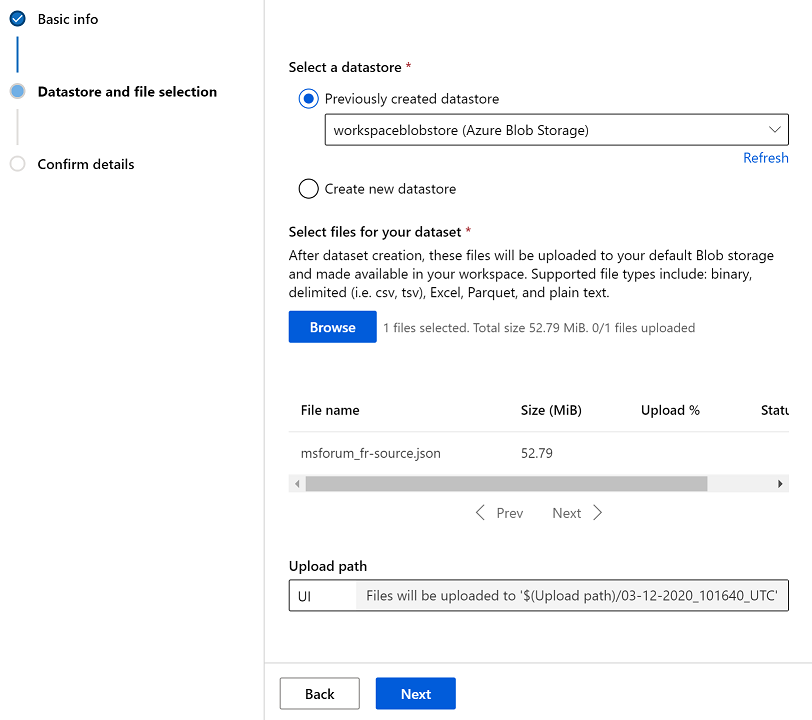 Basic info
Datastore and file selection
Confirm details
Select a datastore *
Previously created datastore
workspaceblobstore (Azure Blob Storage)
Refresh
Create new datastore
Select files for your dataset *
After dataset creation, these files will be uploaded to your default Blob storage
and made available in your workspace. Supported file types include: binary,
delimited (i.e. csv, tsv), Excel, Parquet, and plain text.
Browse 1 files selected. Total size 52.79 MiB. 0/1 files uploaded
File name Size (MiB) Upload % Statu
msforum_fr-source.json 52.79
Prev Next
Upload path
UI Files will be uploaded to '$(Upload path)/03-12-2020_101640_UTC'
Back Next